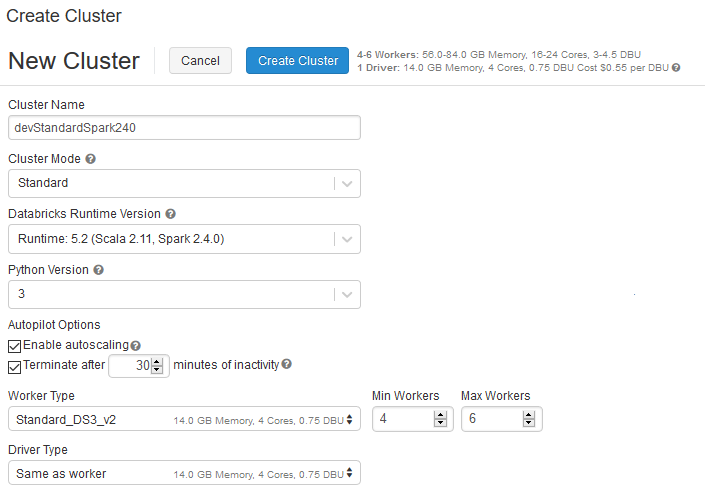 Create Cluster
New Cluster
Cancel
Create Cluster
4-6 Workers: 56.0-84.0 GB Memory, 16-24 Cores, 3-4.5 DBU
1 Driver: 14.0 GB Memory, 4 Cores, 0.75 DBU Cost $0.55 per DBU ?
Cluster Name
devStandardSpark240
Cluster Mode ?
Standard
Databricks Runtime Version ?
Runtime: 5.2 (Scala 2.11, Spark 2.4.0)
Python Version ?
3
Autopilot Options
Enable autoscaling ?
Terminate after 30 minutes of inactivity ?
Worker Type Min Workers Max Workers
Standard_DS3_v2 14.0 GB Memory, 4 Cores, 0.75 DBU 4 6
Driver Type
Same as worker 14.0 GB Memory, 4 Cores, 0.75 DBU